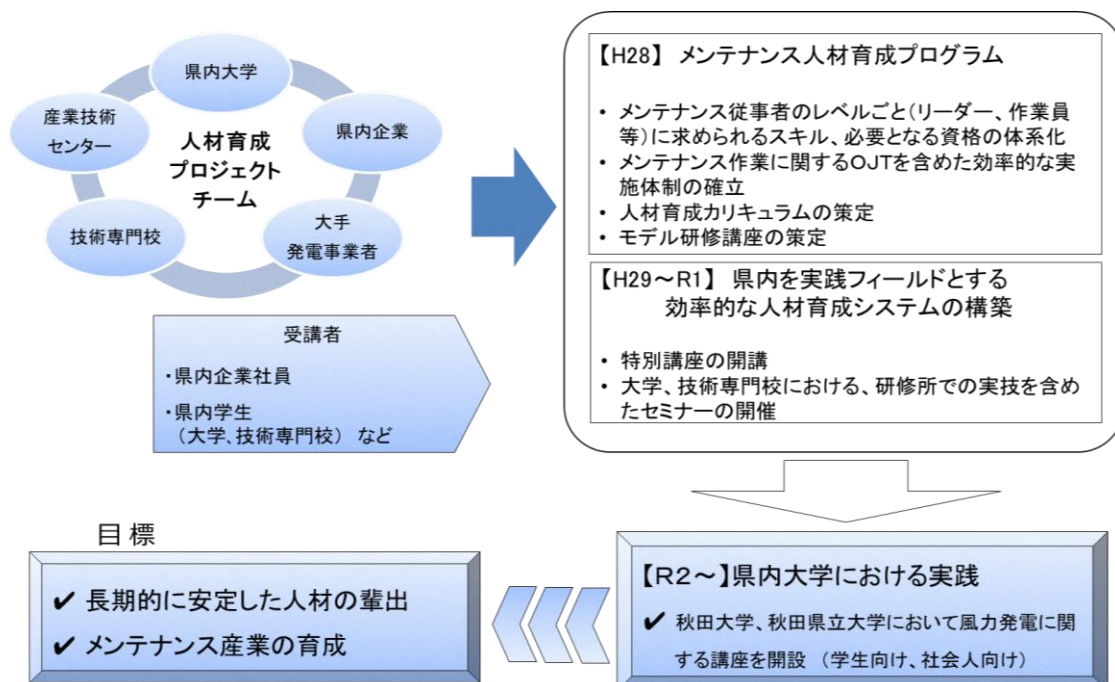 県内大学
産業技術
センター
県内企業
人材育成
プロジェクト
チーム
技術専門校
大手
発電事業者
受講者
・県内企業社員
・県内学生
（大学、技術専門校）　など
【H28】 メンテナンス人材育成プログラム
・ メンテナンス従事者のレベルごと（リーダー、作業員
等）に求められるスキル、必要となる資格の体系化
・ メンテナンス作業に関するOJTを含めた効率的な実
施体制の確立
・ 人材育成カリキュラムの策定
・ モデル研修講座の策定
【H29～R1】 県内を実践フィールドとする
効率的な人材育成システムの構築
・ 特別講座の開講
・ 大学、技術専門校における、研修所での実技を含め
たセミナーの開催
【R２～】県内大学における実践
✔ 秋田大学、秋田県立大学において風力発電に関
する講座を開設　（学生向け、社会人向け）
目 標
✔ 長期的に安定した人材の輩出
✔ メンテナンス産業の育成